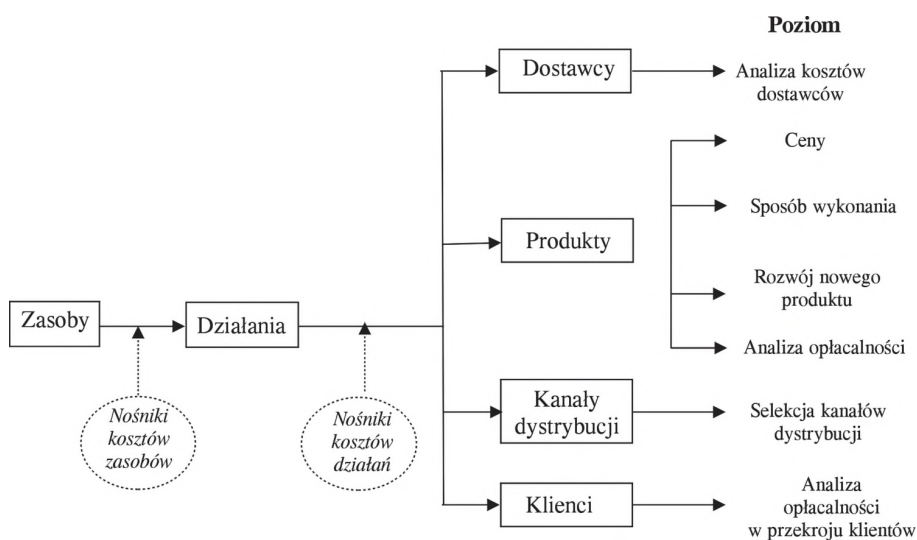 Poziom
Dostawcy
Analiza kosztów
dostawców
Ceny
Sposób wykonania
Produkty
Rozwój nowego
produktu
Zasoby
Działania
Analiza opłacalności
Nośniki
kosztów
zasobów
Nośniki
kosztów
działań
Kanały
dystrybucji
Selekcja kanałów
dystrybucji
Klienci
Analiza
opłacalności
w przekroju klientów